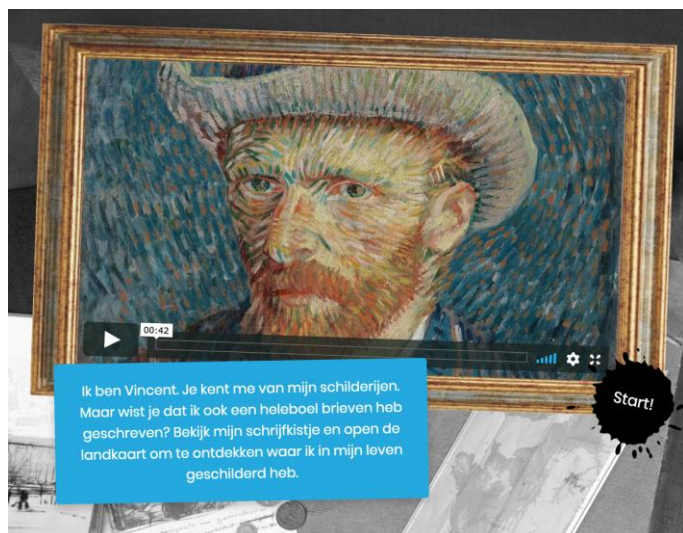 00:42
Ik ben Vincent. Je kent me van mijn schilderijen.
Maar wist je dat ik ook een heleboel brieven heb
geschreven? Bekijk mijn schrijfkistje en open de
landkaart om te ontdekken waar ik in mijn leven
geschilderd heb.
Start!